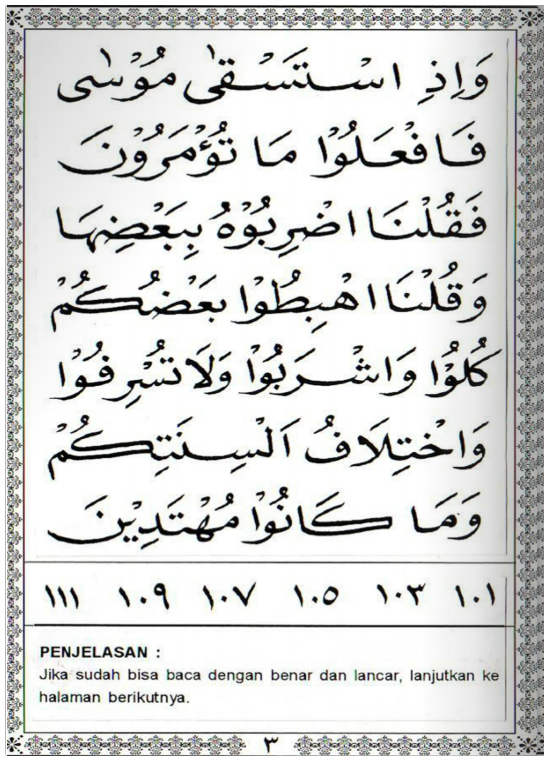 وَاِذِ اسْتَسْقٰى مُوْسٰى
فَافْعَلُوْا مَا تُؤْمَرُوْنَ
فَقُلْنَا اضْرِبُوْهُ بِبَعْضِهَا
وَقُلْنَا اهْبِطُوْا بَعْضُكُمْ
كُلُوْا وَاشْرَبُوْا وَلَا تُسْرِفُوْا
وَاخْتِلَافُ اَلْسِنَتِكُمْ
وَمَا كَانُوْا مُهْتَدِيْنَ
١٠١ ١٠٣ ١٠٥ ١٠٧ ١٠٩ ١١١
PENJELASAN :
Jika sudah bisa baca dengan benar dan lancar, lanjutkan ke
halaman berikutnya.
٣